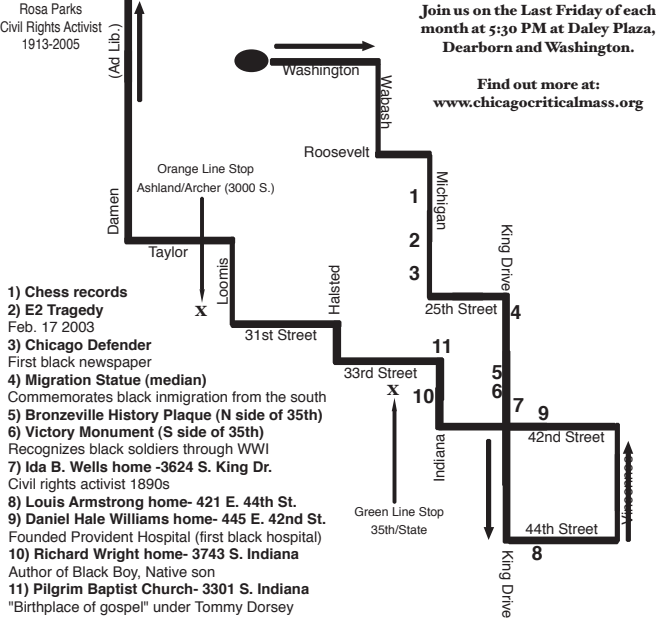 Rosa Parks
Civil Rights Activist
1913-2005
(Ad Lib.)
Join us on the Last Friday of each
month at 5:30 PM at Daley Plaza,
Dearborn and Washington.
Find out more at:
www.chicagocriticalmass.org
Washington
Wabash
Roosevelt
Michigan
1
2
3
Orange Line Stop
Ashland/Archer (3000 S.)
Damen
Taylor
Loomis
x
Halsted
King Drive
25th Street
4
31st Street
11
33rd Street
x
10
5
6
7
9
Indiana
42nd Street
Green Line Stop
35th/State
44th Street
8
King Drive
1) Chess records
2) E2 Tragedy
Feb. 17 2003
3) Chicago Defender
First black newspaper
4) Migration Statue (median)
Commemorates black inmigration from the south
5) Bronzeville History Plaque (N side of 35th)
6) Victory Monument (S side of 35th)
Recognizes black soldiers through WWI
7) Ida B. Wells home -3624 S. King Dr.
Civil rights activist 1890s
8) Louis Armstrong home- 421 E. 44th St.
9) Daniel Hale Williams home- 445 E. 42nd St.
Founded Provident Hospital (first black hospital)
10) Richard Wright home- 3743 S. Indiana
Author of Black Boy, Native son
11) Pilgrim Baptist Church- 3301 S. Indiana
"Birthplace of gospel" under Tommy Dorsey